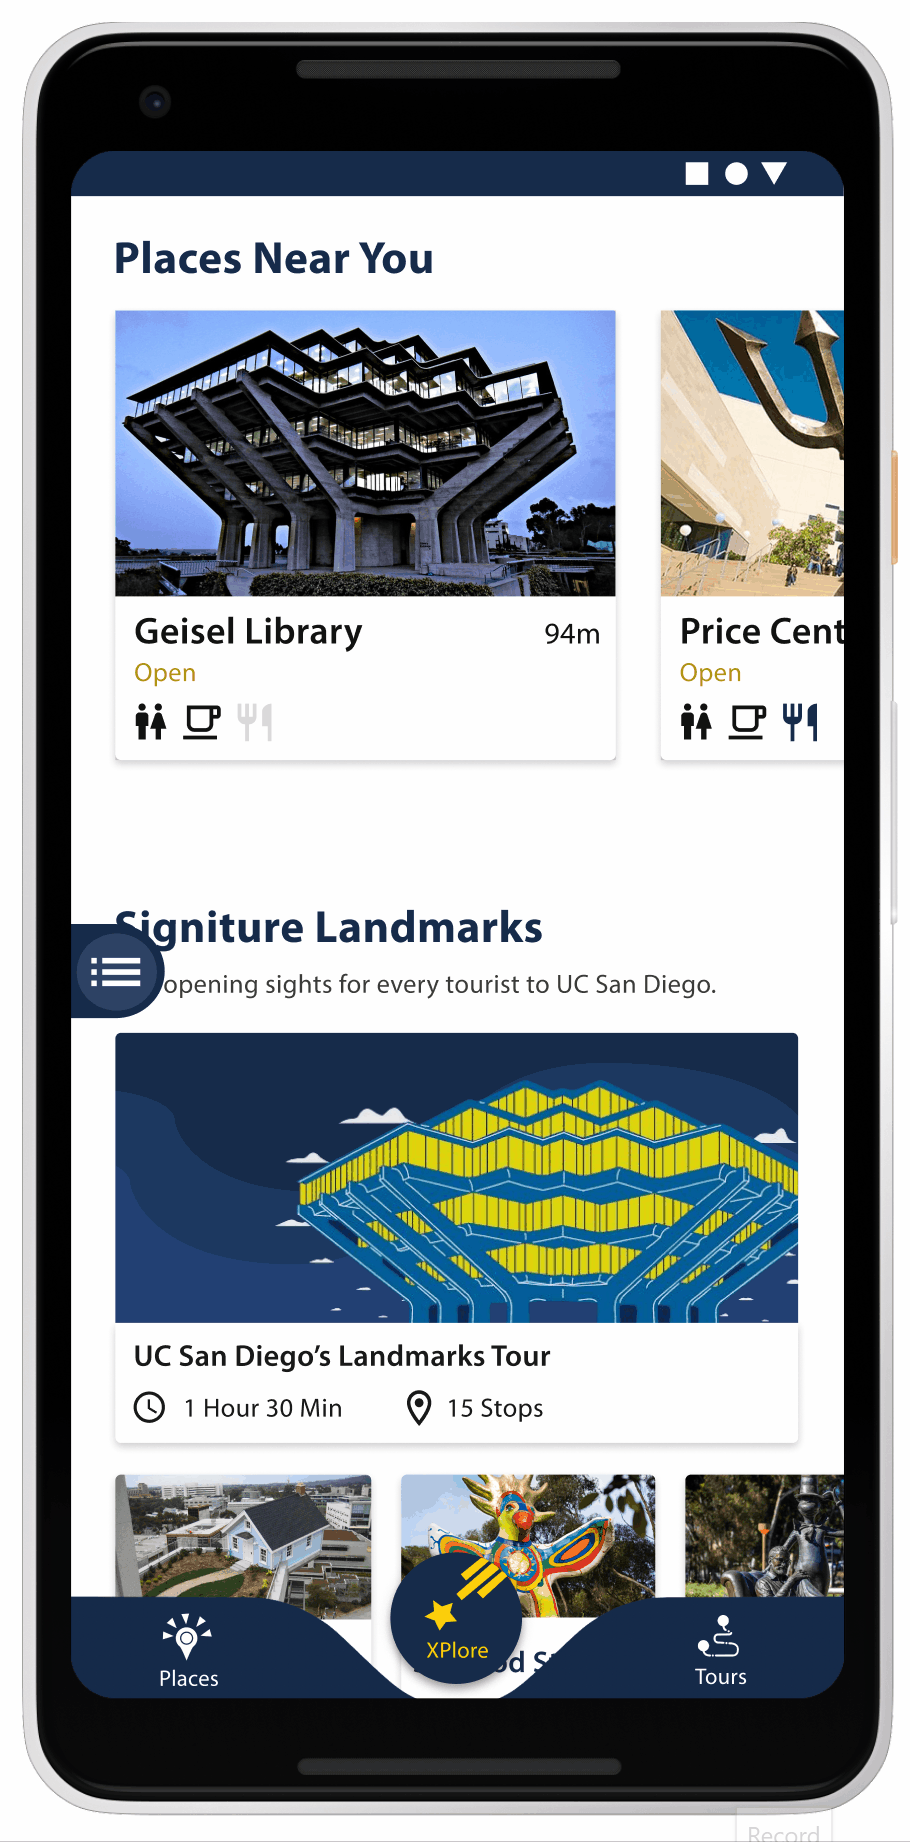 Places Near You
Geisel Library
94m
Open
Price Cent
Open
Signiture Landmarks
opening sights for every tourist to UC San Diego.
UC San Diego’s Landmarks Tour
1 Hour 30 Min
15 Stops
XPlore
Places
Tours
Record